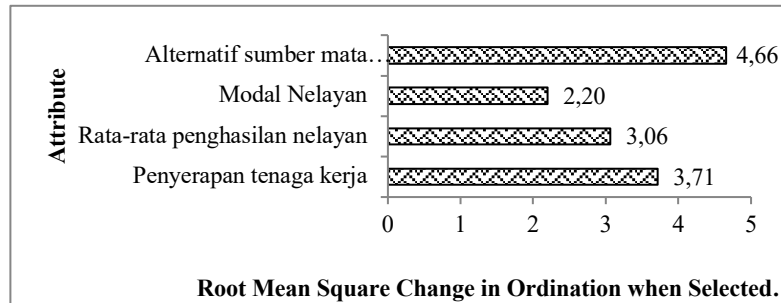 Attribute
Alternatif sumber mata… 4,66
Modal Nelayan 2,20
Rata-rata penghasilan nelayan 3,06
Penyerapan tenaga kerja 3,71
0 1 2 3 4 5
Root Mean Square Change in Ordination when Selected.